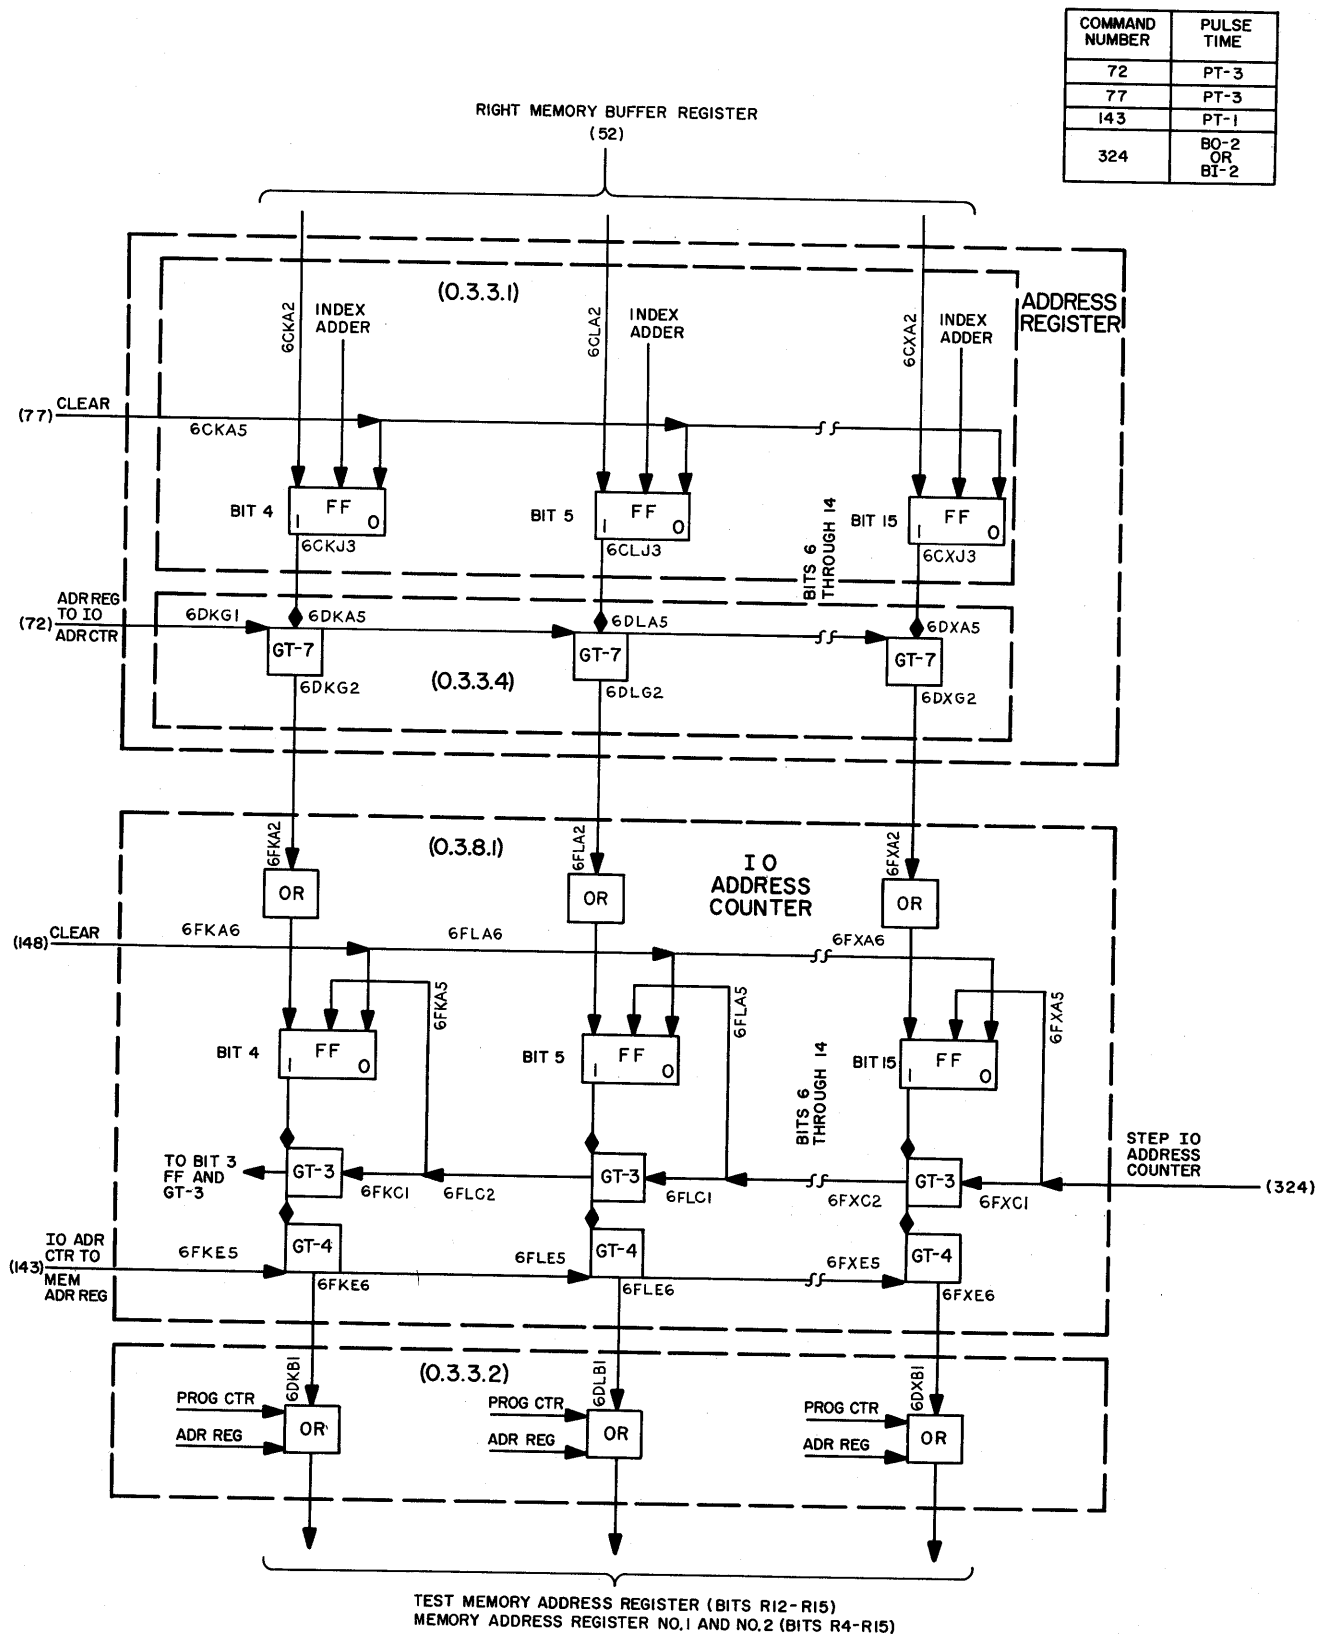 COMMAND NUMBER PULSE TIME
72 PT-3
77 PT-3
143 PT-1
324 BO-2 OR BI-2
RIGHT MEMORY BUFFER REGISTER
(52)
(0.3.3.1)
ADDRESS
REGISTER
6CKA2
INDEX
ADDER
6CLA2
INDEX
ADDER
6CXA2
INDEX
ADDER
(77) CLEAR
6CKA5
BIT 4
FF
1 0
BIT 5
FF
1 0
BITS 6
THROUGH 14
BIT 15
FF
1 0
6CKJ3
6CLJ3
6CXJ3
ADR REG
TO IO
(72) ADR CTR
6DKG1
6DKA5
6DLA5
6DXA5
GT-7
GT-7
GT-7
(0.3.3.4)
6DKG2
6DLG2
6DXG2
(0.3.8.1)
IO
ADDRESS
COUNTER
6FKA2
6FLA2
6FXA2
OR
OR
OR
(148) CLEAR
6FKA6
6FLA6
6FXA6
6FKA5
6FLA5
6FXA5
BIT 4
FF
1 0
BIT 5
FF
1 0
BITS 6
THROUGH 14
BIT 15
FF
1 0
STEP IO
ADDRESS
COUNTER
(324)
TO BIT 3
FF AND
GT-3
GT-3
6FKC1
6FLC2
GT-3
6FLC1
6FXC2
GT-3
6FXC1
IO ADR
CTR TO
(143) MEM
ADR REG
6FKE5
GT-4
6FLE5
GT-4
6FXE5
GT-4
6FKE6
6FLE6
6FXE6
(0.3.3.2)
6DKB1
6DLB1
6DXB1
PROG CTR
ADR REG
OR
PROG CTR
ADR REG
OR
PROG CTR
ADR REG
OR
TEST MEMORY ADDRESS REGISTER (BITS R12-R15)
MEMORY ADDRESS REGISTER NO.1 AND NO.2 (BITS R4-R15)